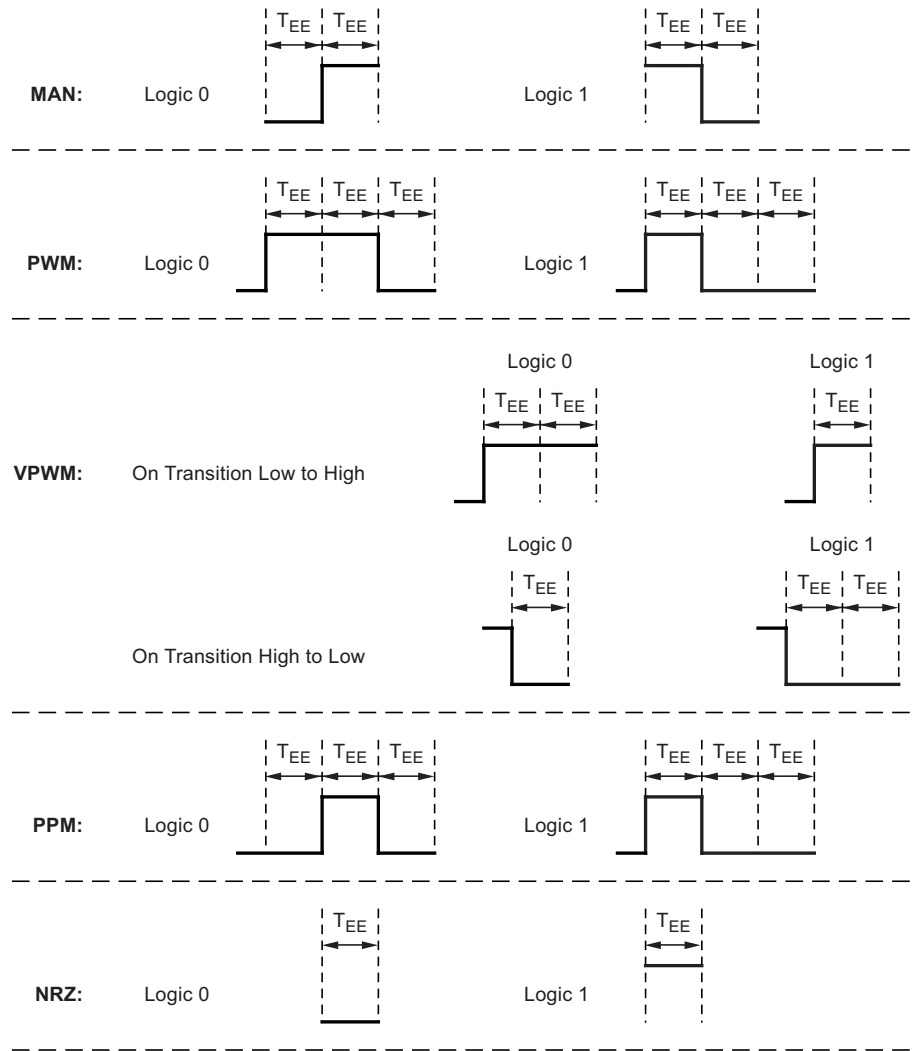 T_EE T_EE T_EE T_EE
MAN: Logic 0 Logic 1
T_EE T_EE T_EE T_EE T_EE T_EE
PWM: Logic 0 Logic 1
Logic 0 Logic 1
T_EE T_EE T_EE
VPWM: On Transition Low to High
Logic 0 Logic 1
T_EE T_EE T_EE
On Transition High to Low
T_EE T_EE T_EE T_EE T_EE T_EE
PPM: Logic 0 Logic 1
T_EE T_EE
NRZ: Logic 0 Logic 1